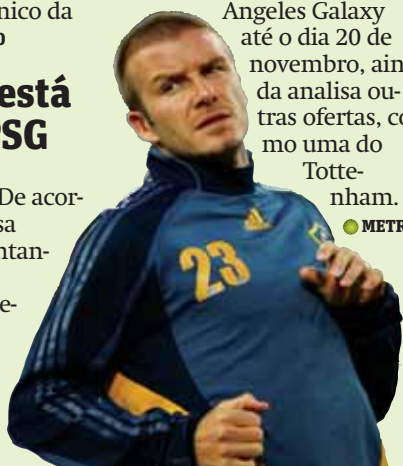 nico da
o
está
PSG
De acor-
sa
ntan-
e-
Angeles Galaxy
até o dia 20 de
novembro, ain-
da analisa ou-
tras ofertas, co-
mo uma do
Totte-
nham.
METR
23